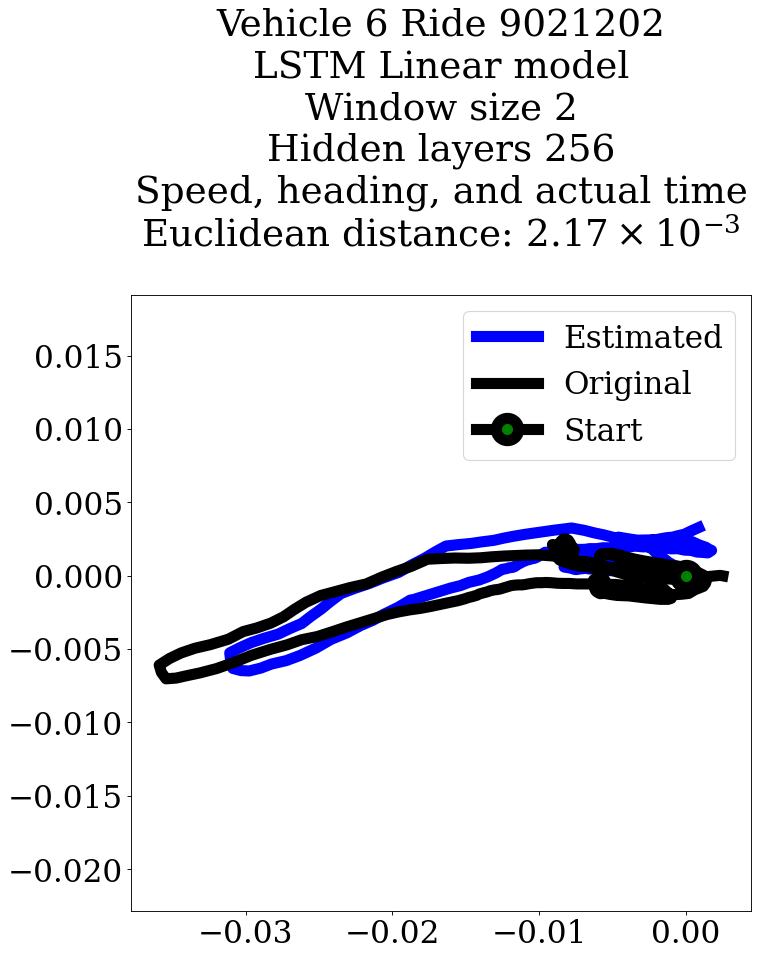 Vehicle 6 Ride 9021202
LSTM Linear model
Window size 2
Hidden layers 256
Speed, heading, and actual time
Euclidean distance: 2.17 × 10⁻³
Estimated
Original
Start
0.015
0.010
0.005
0.000
−0.005
−0.010
−0.015
−0.020
−0.03 −0.02 −0.01 0.00